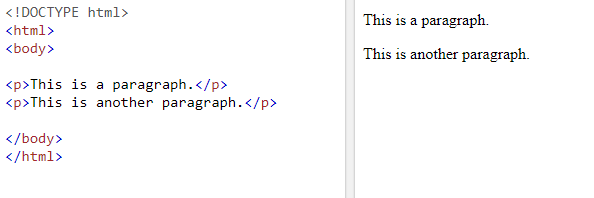 <!DOCTYPE html>
<html>
<body>
<p>This is a paragraph.</p>
<p>This is another paragraph.</p>
</body>
</html>
This is a paragraph.
This is another paragraph.